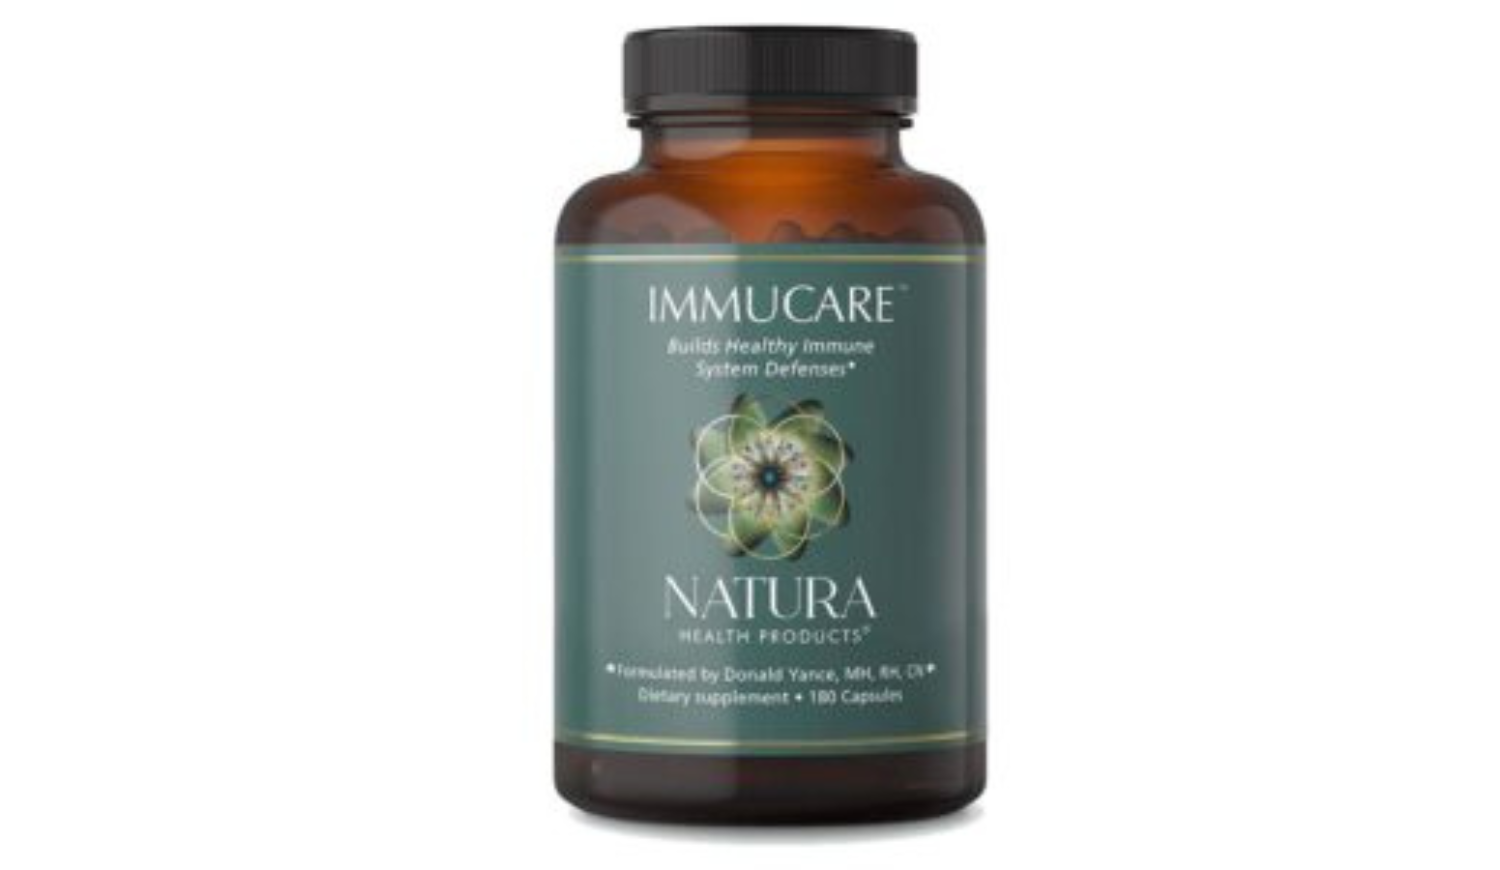 IMMUCARE™
Builds Healthy Immune
System Defenses*
NATURA
HEALTH PRODUCTS®
•Formulated by Donald Yance, MH, RH, CN•
Dietary supplement • 180 Capsules